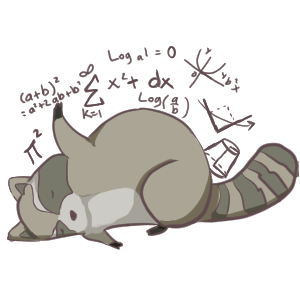 Log a1 = 0
(a+b)²
= a²+2ab+b²
∞
Σ
K=1
x²+ dx
Log(a/b)
π²
y
x